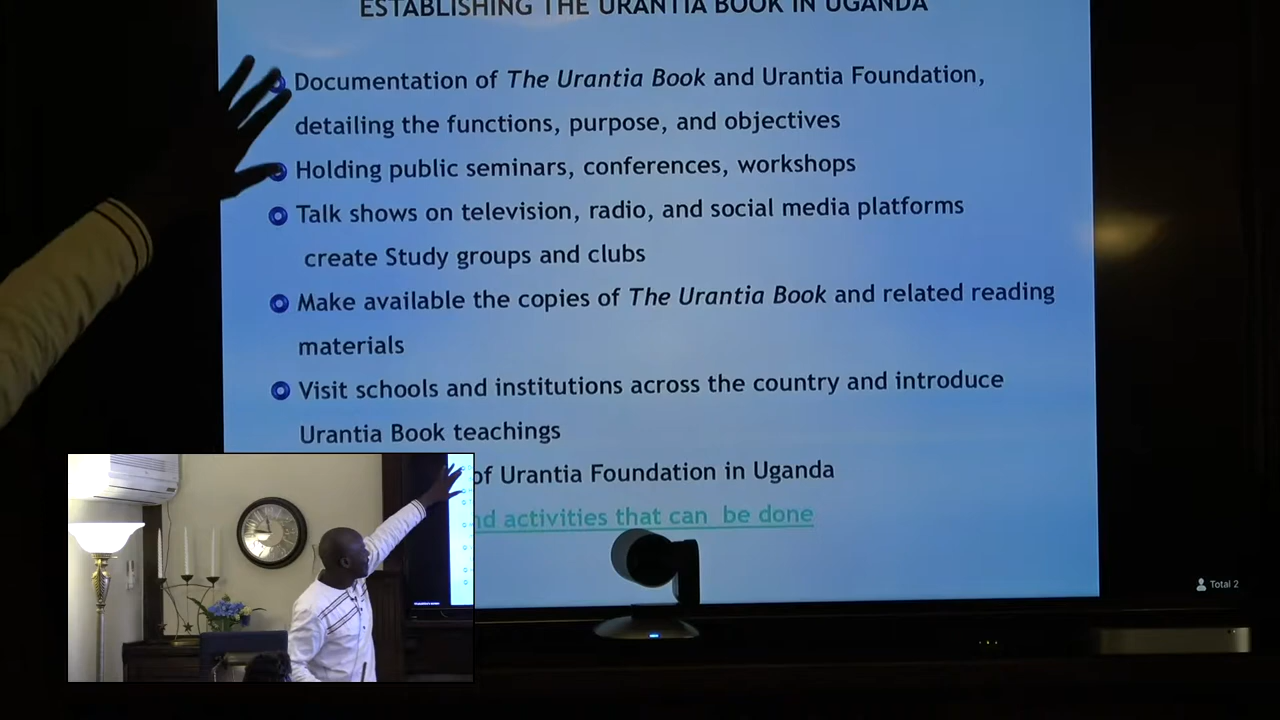 ESTABLISHING THE URANTIA BOOK IN UGANDA
Documentation of The Urantia Book and Urantia Foundation,
detailing the functions, purpose, and objectives
Holding public seminars, conferences, workshops
Talk shows on television, radio, and social media platforms
create Study groups and clubs
Make available the copies of The Urantia Book and related reading
materials
Visit schools and institutions across the country and introduce
Urantia Book teachings
of Urantia Foundation in Uganda
activities that can be done
Total 2